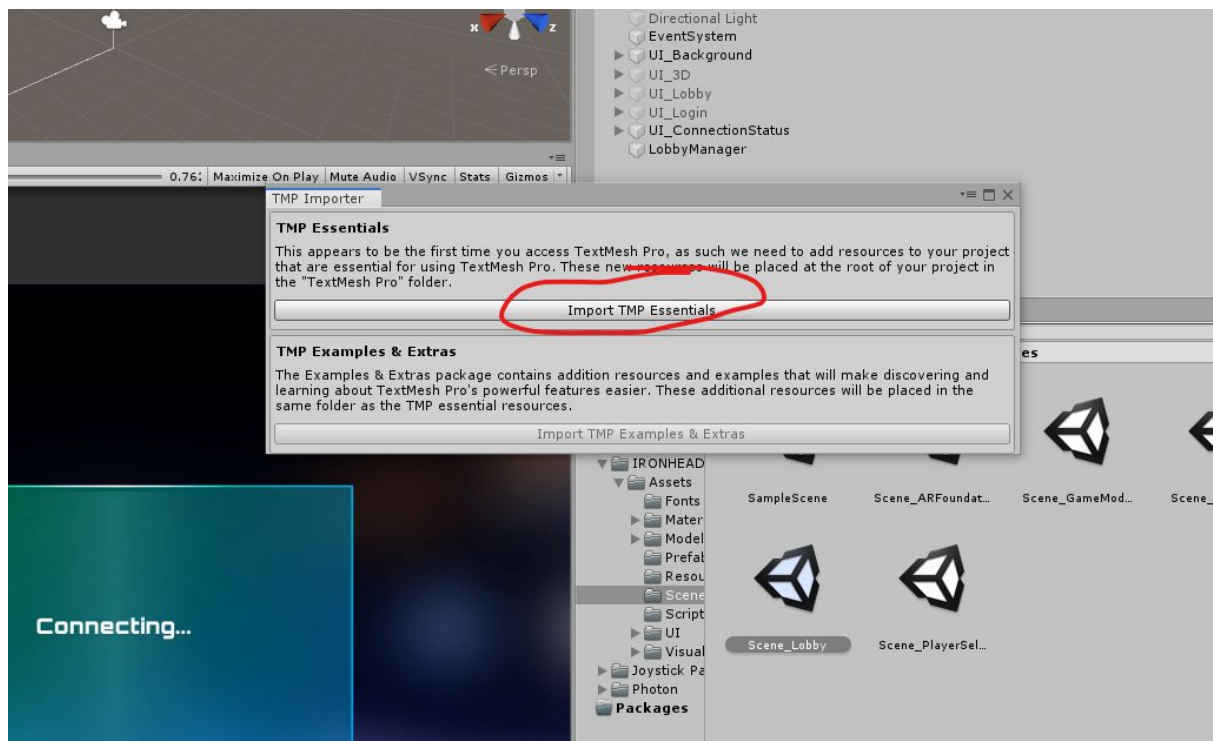 Directional Light
EventSystem
UI_Background
UI_3D
UI_Lobby
UI_Login
UI_ConnectionStatus
LobbyManager
x
z
Persp
0.76 Maximize On Play Mute Audio VSync Stats Gizmos
TMP Importer
TMP Essentials
This appears to be the first time you access TextMesh Pro, as such we need to add resources to your project
that are essential for using TextMesh Pro. These new resources will be placed at the root of your project in
the "TextMesh Pro" folder.
Import TMP Essentials
TMP Examples & Extras
The Examples & Extras package contains addition resources and examples that will make discovering and
learning about TextMesh Pro's powerful features easier. These additional resources will be placed in the
same folder as the TMP essential resources.
Import TMP Examples & Extras
es
IRONHEAD
Assets
Fonts
Mater
Model
Prefab
Resou
Scene
Script
UI
Visual
Joystick Pa
Photon
Packages
SampleScene
Scene_ARFoundat...
Scene_GameMod...
Scene_
Scene_Lobby
Scene_PlayerSel...
Connecting...